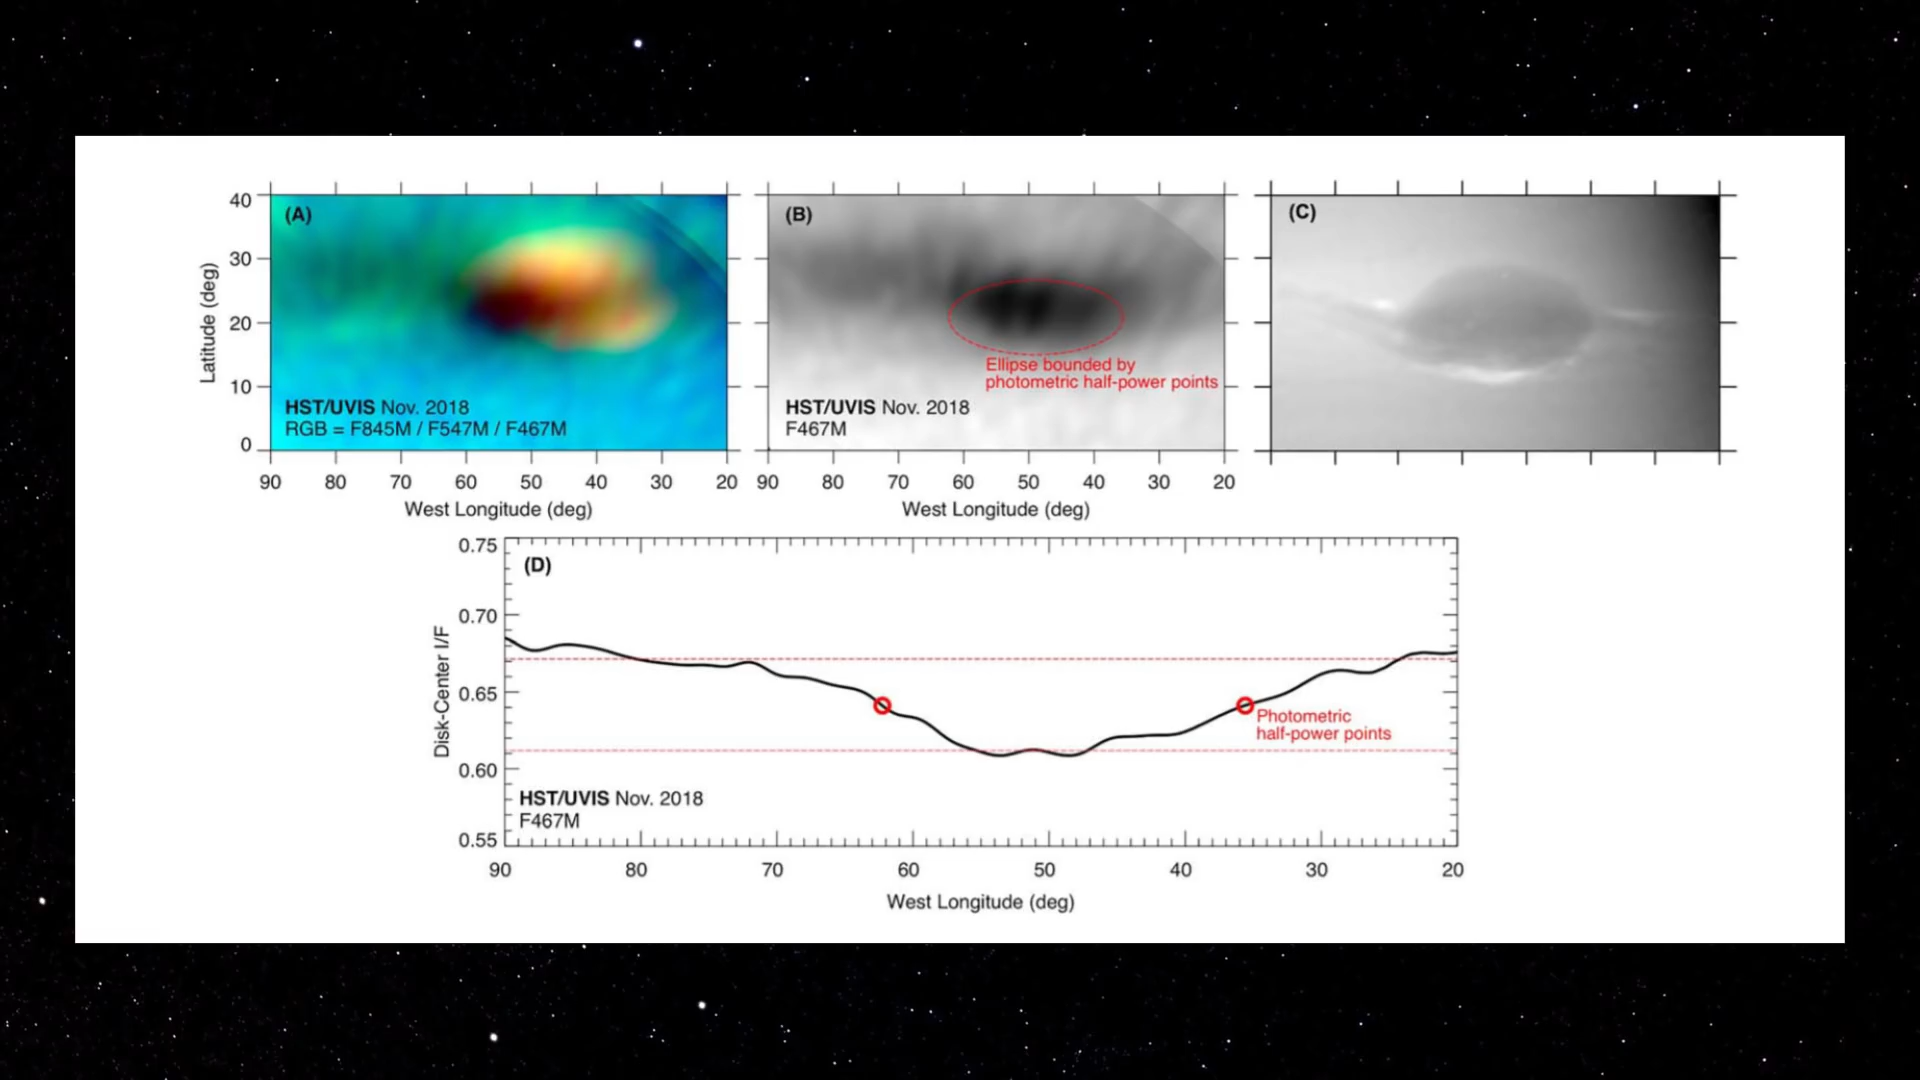 (A)
40
30
20
10
0
Latitude (deg)
HST/UVIS Nov. 2018
RGB = F845M / F547M / F467M
90 80 70 60 50 40 30 20
West Longitude (deg)
(B)
Ellipse bounded by
photometric half-power points
HST/UVIS Nov. 2018
F467M
90 80 70 60 50 40 30 20
West Longitude (deg)
(C)
(D)
0.75
0.70
0.65
0.60
0.55
Disk-Center I/F
Photometric
half-power points
HST/UVIS Nov. 2018
F467M
90 80 70 60 50 40 30 20
West Longitude (deg)